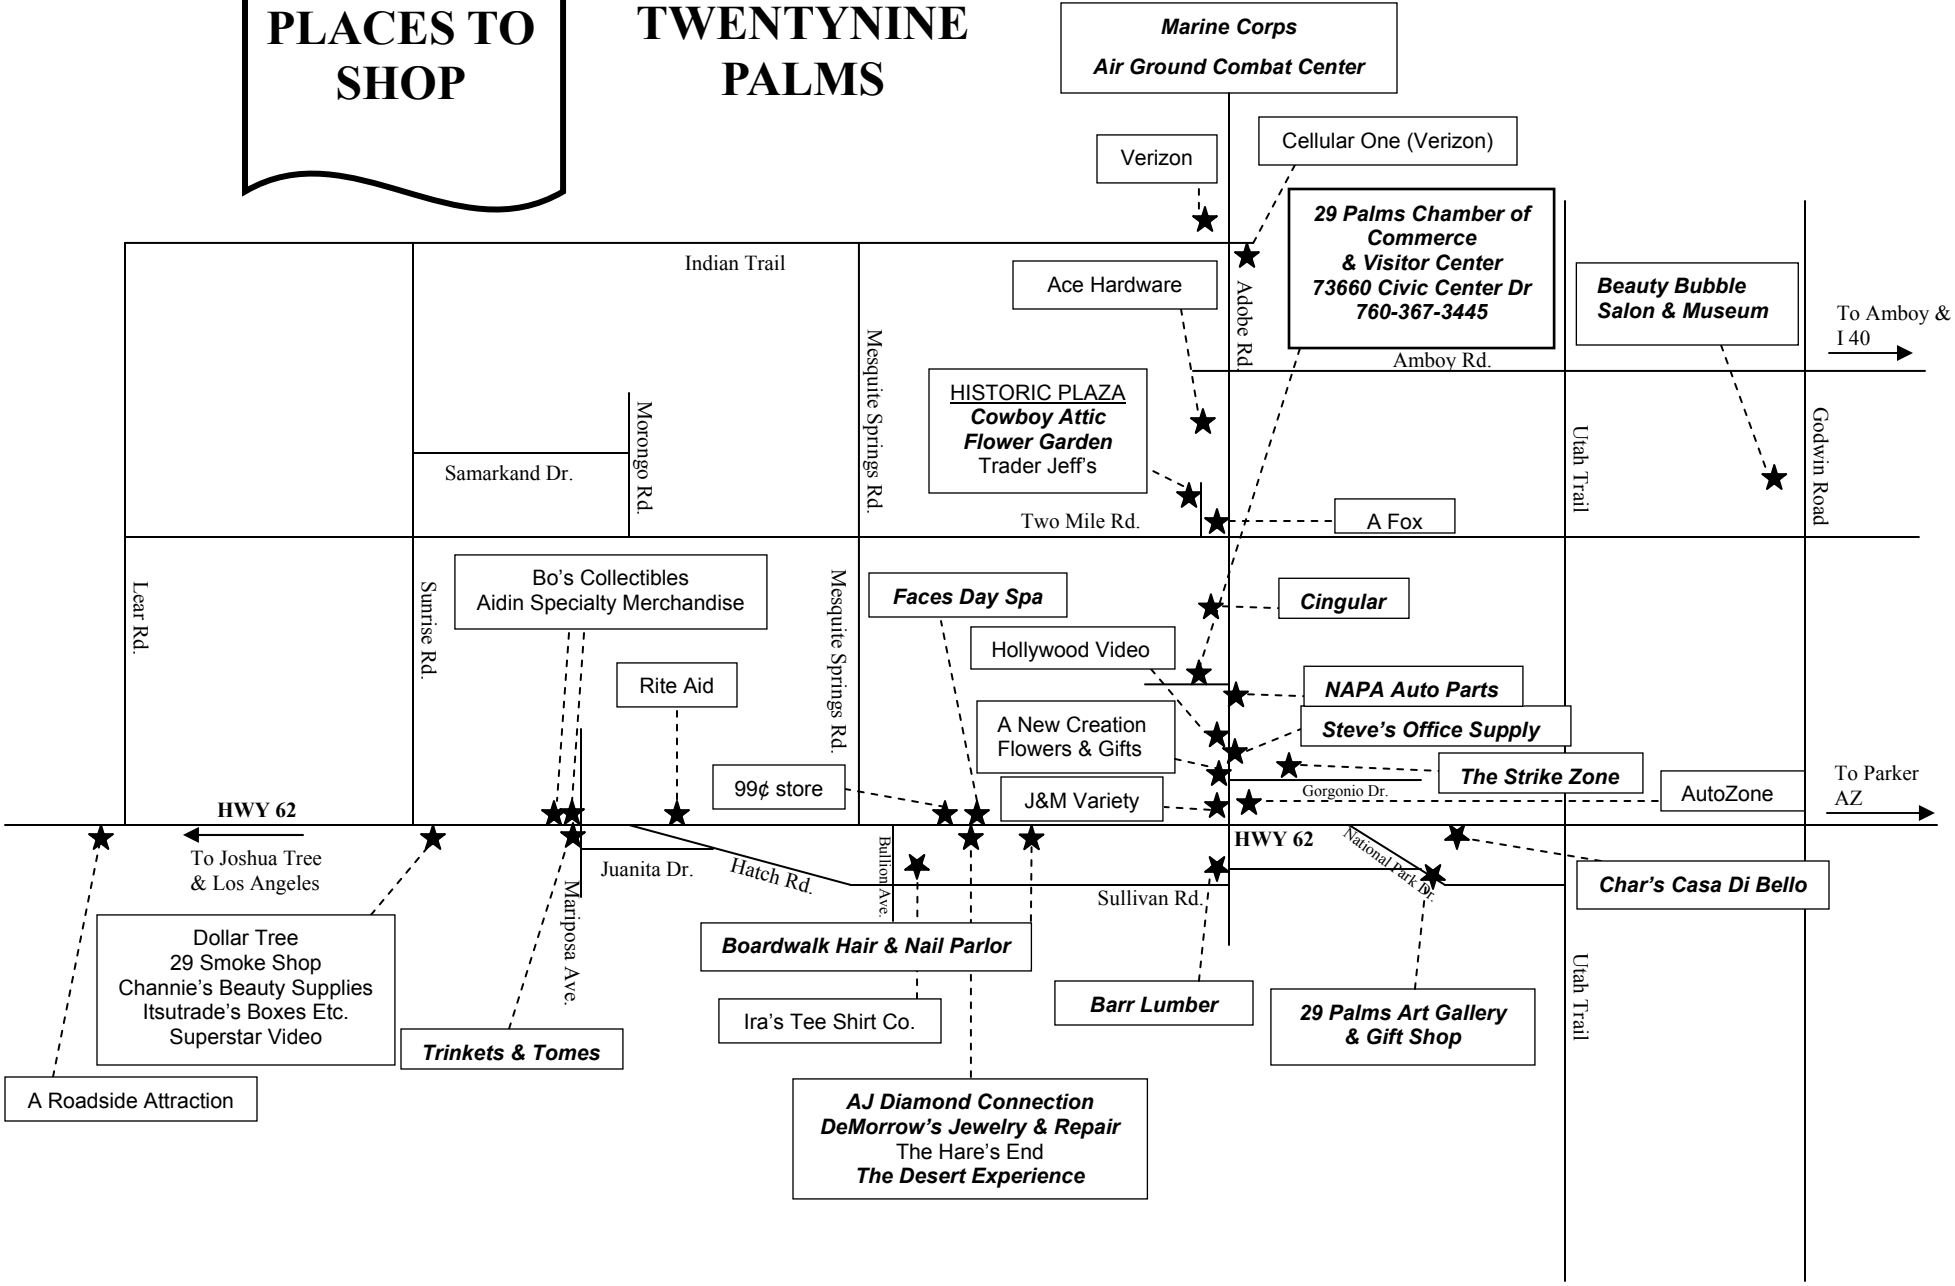 PLACES TO
SHOP
TWENTYNINE
PALMS
Marine Corps
Air Ground Combat Center
Verizon
Cellular One (Verizon)
29 Palms Chamber of
Commerce
& Visitor Center
73660 Civic Center Dr
760-367-3445
Indian Trail
Ace Hardware
Adobe Rd.
Beauty Bubble
Salon & Museum
To Amboy &
I 40
Amboy Rd.
Mesquite Springs Rd.
HISTORIC PLAZA
Cowboy Attic
Flower Garden
Trader Jeff's
Morongo Rd.
Samarkand Dr.
Utah Trail
Godwin Road
Two Mile Rd.
A Fox
Lear Rd.
Sunrise Rd.
Bo's Collectibles
Aidin Specialty Merchandise
Mesquite Springs Rd.
Faces Day Spa
Cingular
Hollywood Video
Rite Aid
NAPA Auto Parts
A New Creation
Flowers & Gifts
Steve's Office Supply
The Strike Zone
99¢ store
J&M Variety
Gorgonio Dr.
AutoZone
To Parker
AZ
HWY 62
To Joshua Tree
& Los Angeles
HWY 62
Juanita Dr.
Hatch Rd.
Bullion Ave.
National Park Dr.
Mariposa Ave.
Sullivan Rd.
Char's Casa Di Bello
Dollar Tree
29 Smoke Shop
Channie's Beauty Supplies
Itsutrade's Boxes Etc.
Superstar Video
Boardwalk Hair & Nail Parlor
Utah Trail
Trinkets & Tomes
Ira's Tee Shirt Co.
Barr Lumber
29 Palms Art Gallery
& Gift Shop
A Roadside Attraction
AJ Diamond Connection
DeMorrow's Jewelry & Repair
The Hare's End
The Desert Experience